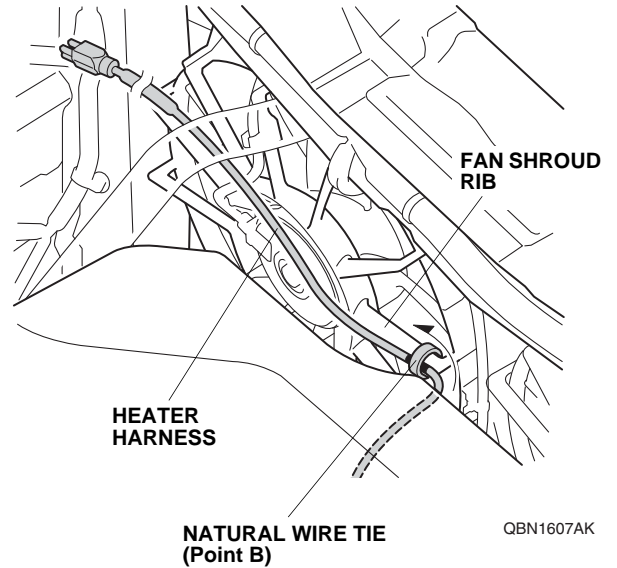 FAN SHROUD
RIB
HEATER
HARNESS
NATURAL WIRE TIE
(Point B)
QBN1607AK